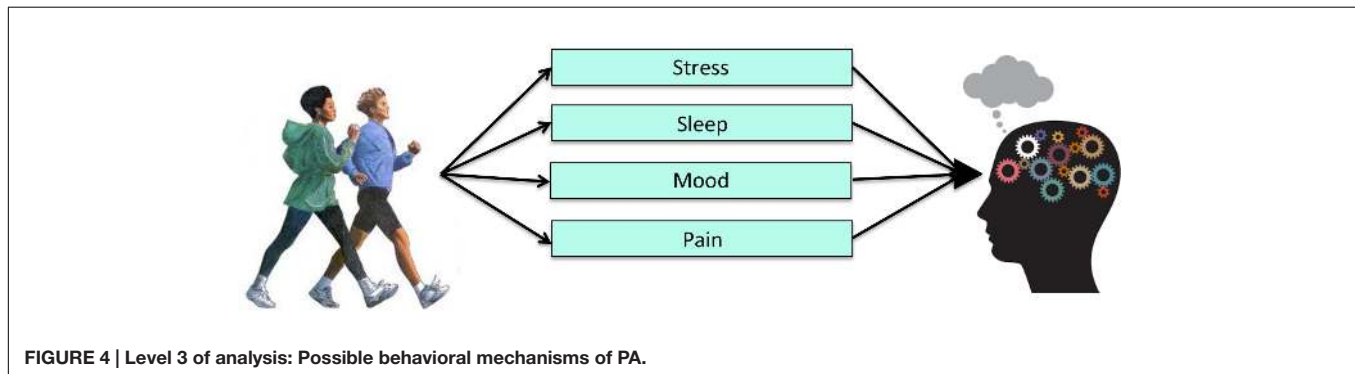 Stress
Sleep
Mood
Pain
FIGURE 4 | Level 3 of analysis: Possible behavioral mechanisms of PA.